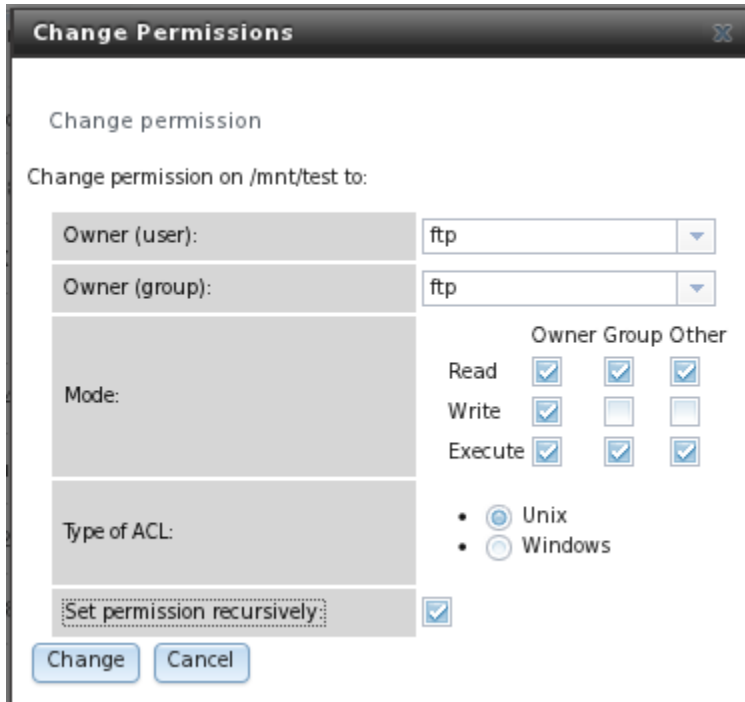 Change Permissions
Change permission
Change permission on /mnt/test to:
Owner (user): ftp
Owner (group): ftp
Owner Group Other
Mode:
Read
Write
Execute
Type of ACL:
• Unix
• Windows
Set permission recursively:
Change Cancel